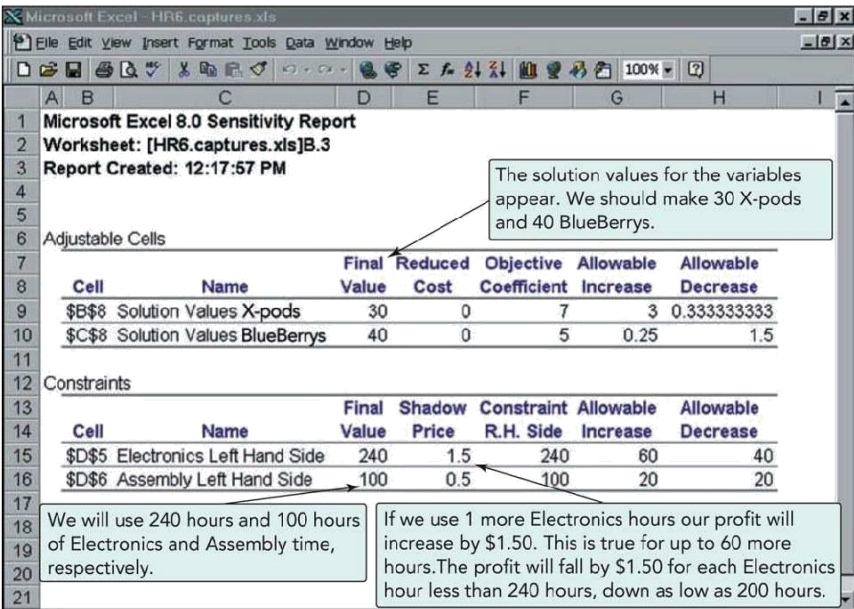 Microsoft Excel - HR6.captures.xls
File Edit View Insert Format Tools Data Window Help
100%
A B C D E F G H I
1 Microsoft Excel 8.0 Sensitivity Report
2 Worksheet: [HR6.captures.xls]B.3
3 Report Created: 12:17:57 PM
The solution values for the variables
4
appear. We should make 30 X-pods
5
and 40 BlueBerrys.
6 Adjustable Cells
7 Final Reduced Objective Allowable Allowable
8 Cell Name Value Cost Coefficient Increase Decrease
9 $B$8 Solution Values X-pods 30 0 7 3 0.333333333
10 $C$8 Solution Values BlueBerrys 40 0 5 0.25 1.5
11
12 Constraints
13 Final Shadow Constraint Allowable Allowable
14 Cell Name Value Price R.H. Side Increase Decrease
15 $D$5 Electronics Left Hand Side 240 1.5 240 60 40
16 $D$6 Assembly Left Hand Side 100 0.5 100 20 20
17
18
19
20
21
We will use 240 hours and 100 hours
of Electronics and Assembly time,
respectively.
If we use 1 more Electronics hours our profit will
increase by $1.50. This is true for up to 60 more
hours.The profit will fall by $1.50 for each Electronics
hour less than 240 hours, down as low as 200 hours.